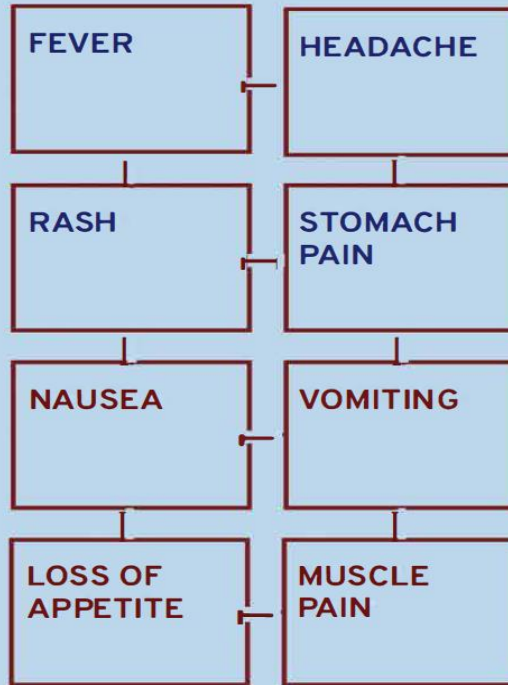 FEVER
HEADACHE
RASH
STOMACH
PAIN
NAUSEA
VOMITING
LOSS OF
APPETITE
MUSCLE
PAIN